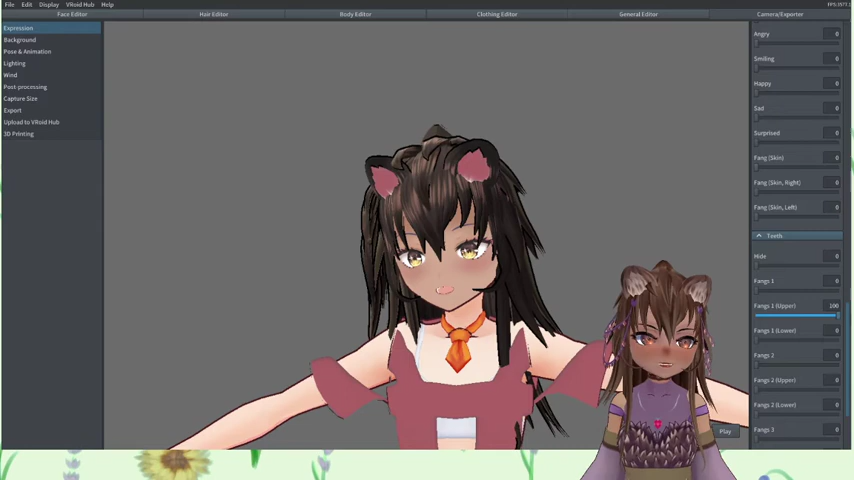 File Edit Display VRoid Hub Help
Face Editor Hair Editor Body Editor Clothing Editor General Editor Camera/Exporter
Expression
Background
Pose & Animation
Lighting
Wind
Post-processing
Capture Size
Export
Upload to VRoid Hub
3D Printing
Angry 0
Smiling 0
Happy 0
Sad 0
Surprised 0
Fang (Skin) 0
Fang (Skin, Right) 0
Fang (Skin, Left) 0
Teeth
Hide 0
Fangs 1 0
Fangs 1 (Upper) 100
Fangs 1 (Lower) 0
Fangs 2 0
Fangs 2 (Upper) 0
Fangs 2 (Lower) 0
Fangs 3 0
Play